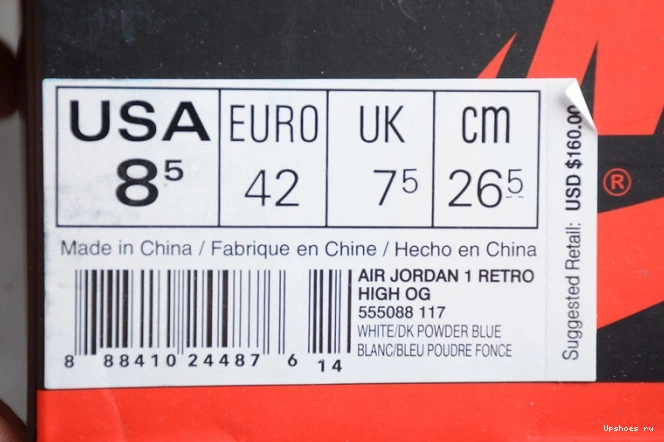 USA EURO UK cm
8⁵ 42 7⁵ 26⁵
Made in China / Fabrique en Chine / Hecho en China
AIR JORDAN 1 RETRO
HIGH OG
555088 117
WHITE/DK POWDER BLUE
BLANC/BLEU POUDRE FONCE
8 88410 24487 6 14
Suggested Retail: USD $160.00
®
Upshoes ru